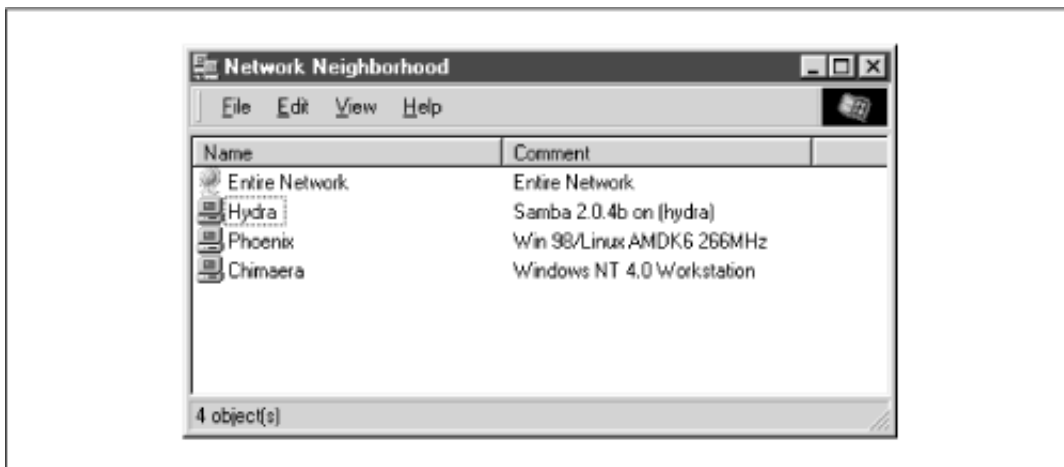 Network Neighborhood
File Edit View Help
Name Comment
Entire Network Entire Network
Hydra Samba 2.0.4b on (hydra)
Phoenix Win 98/Linux AMDK6 266MHz
Chimaera Windows NT 4.0 Workstation
4 object(s)